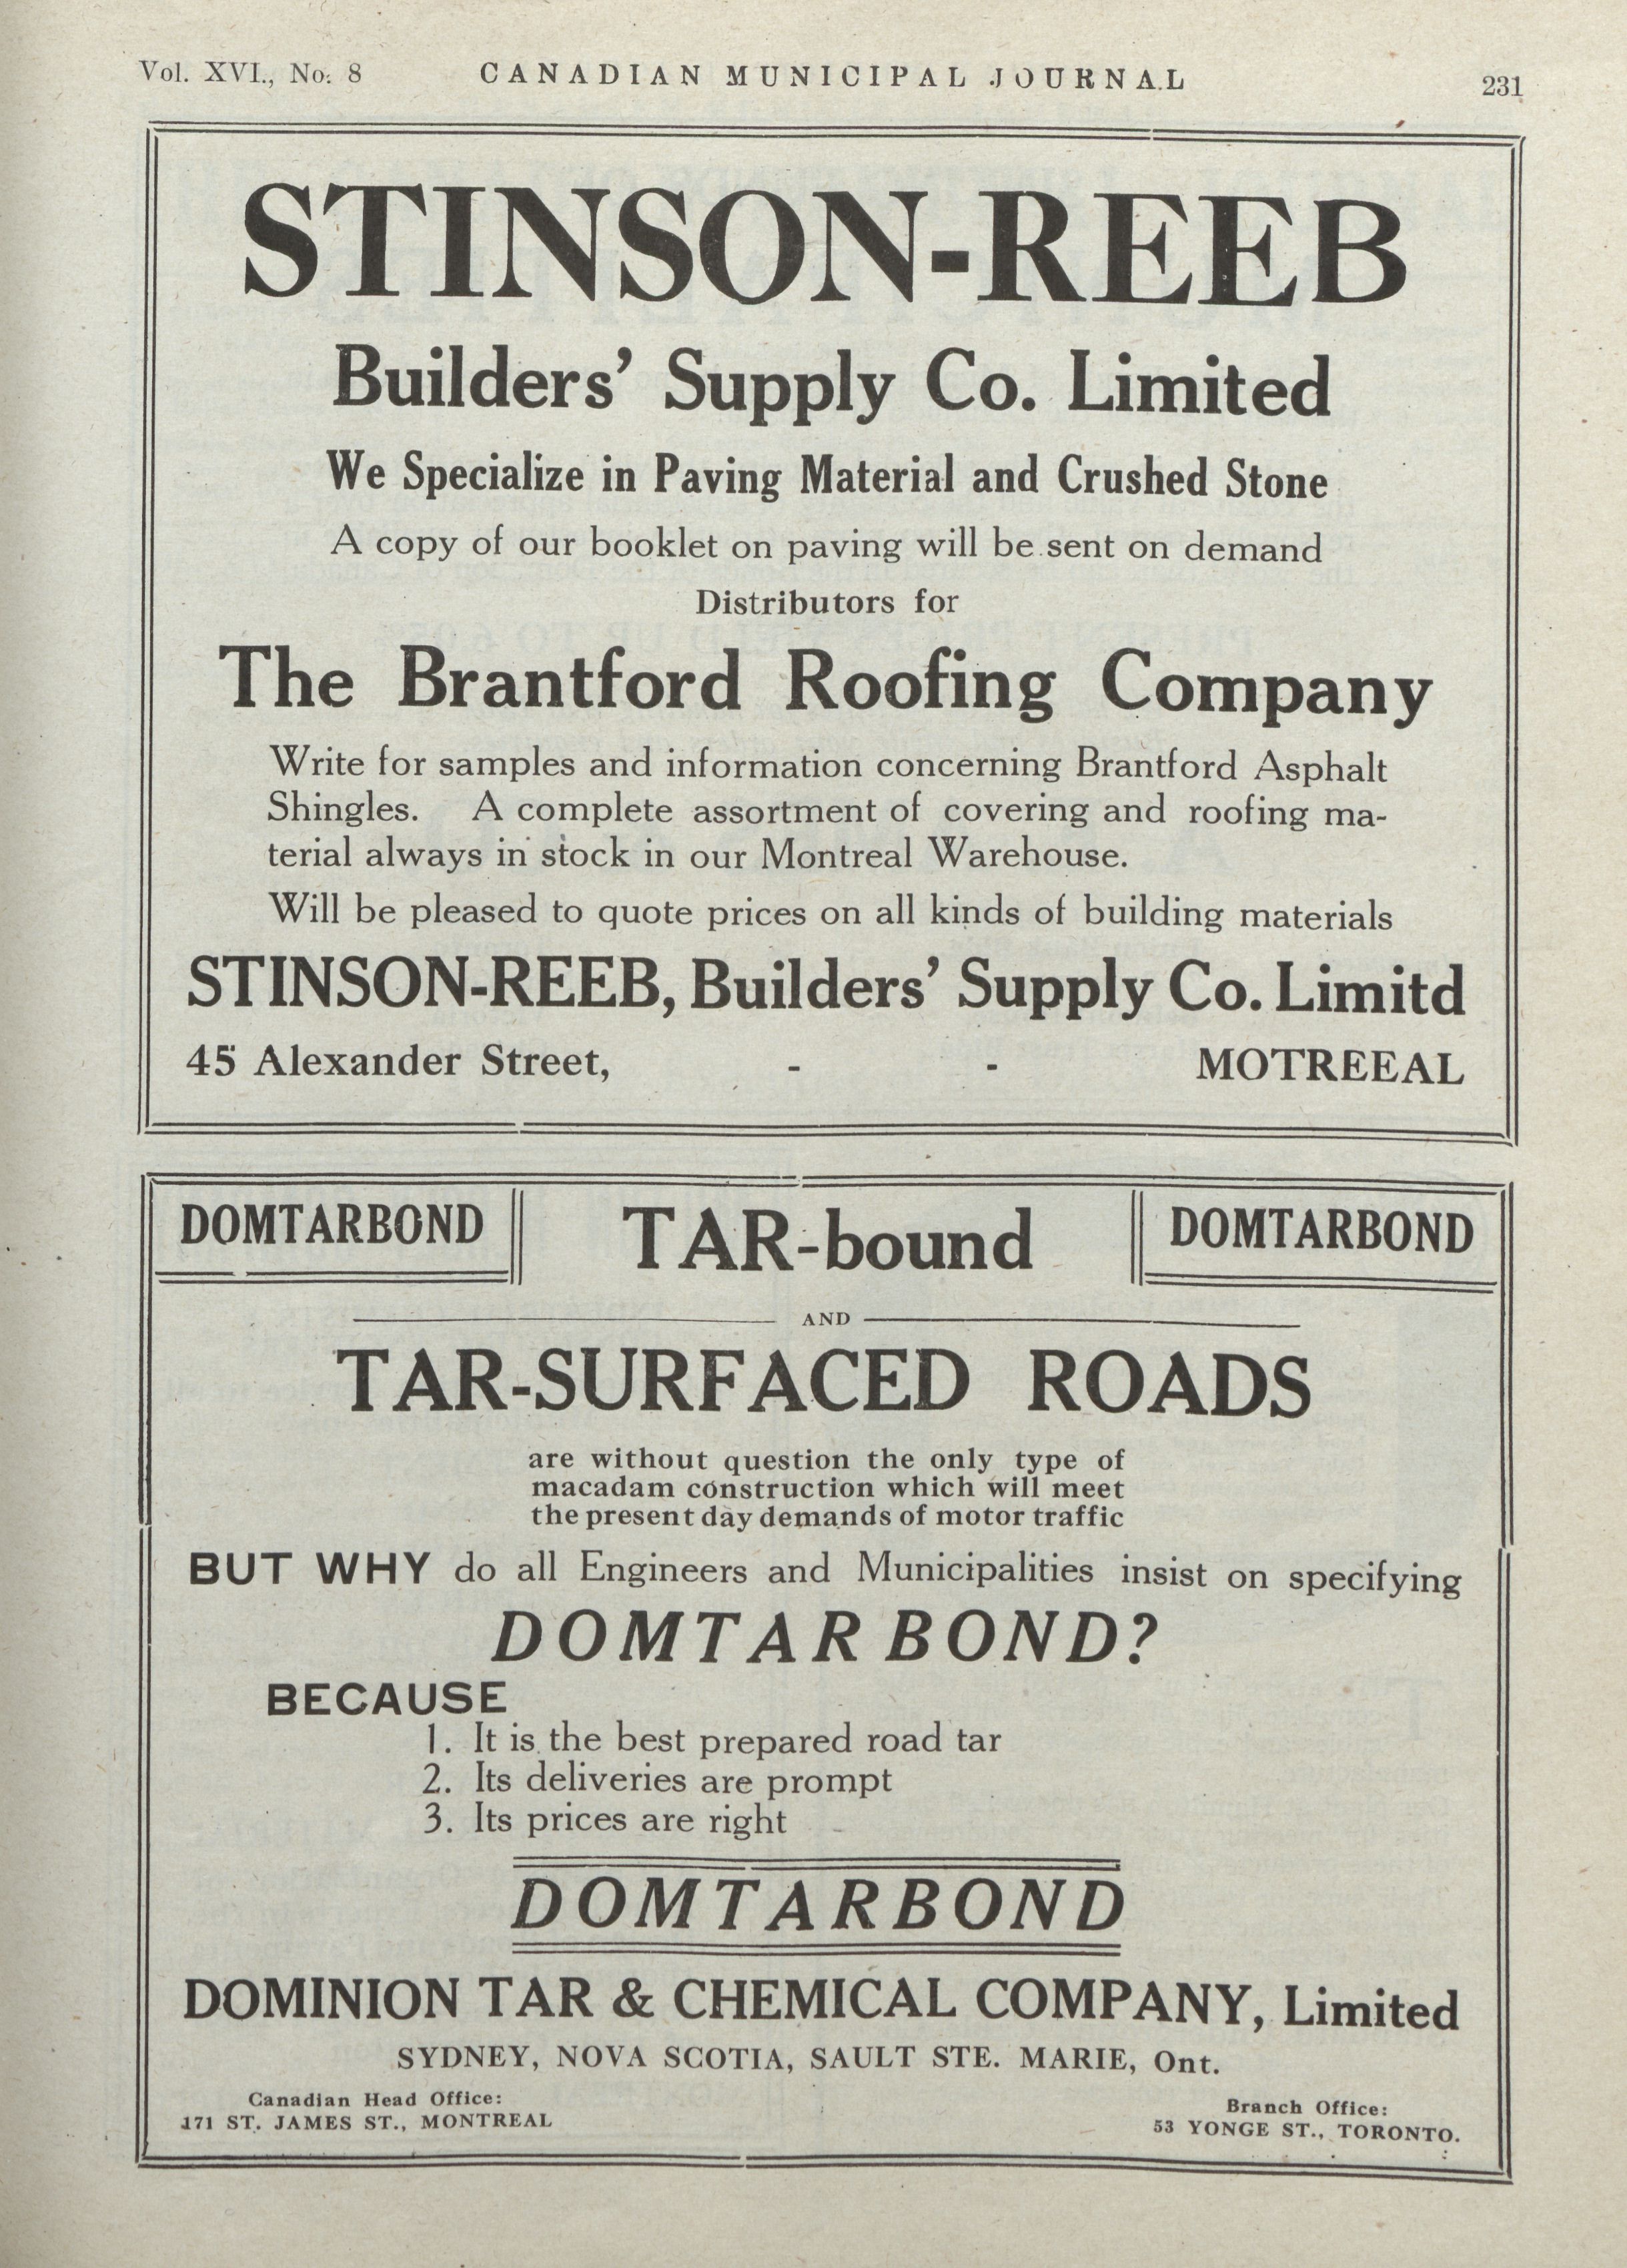 Vol. XVI., No. 8 CANADIAN MUNICIPAL JOURNAL 231
STINSON-REEB
Builders' Supply Co. Limited
We Specialize in Paving Material and Crushed Stone
A copy of our booklet on paving will be sent on demand
Distributors for
The Brantford Roofing Company
Write for samples and information concerning Brantford Asphalt
Shingles. A complete assortment of covering and roofing ma-
terial always in stock in our Montreal Warehouse.
Will be pleased to quote prices on all kinds of building materials
STINSON-REEB, Builders' Supply Co. Limitd
45 Alexander Street, - - MOTREEAL
DOMTARBOND TAR-bound DOMTARBOND
AND
TAR-SURFACED ROADS
are without question the only type of
macadam construction which will meet
the present day demands of motor traffic
BUT WHY do all Engineers and Municipalities insist on specifying
DOMTARBOND?
BECAUSE
1. It is the best prepared road tar
2. Its deliveries are prompt
3. Its prices are right
DOMTARBOND
DOMINION TAR & CHEMICAL COMPANY, Limited
SYDNEY, NOVA SCOTIA, SAULT STE. MARIE, Ont.
Canadian Head Office:
171 ST. JAMES ST., MONTREAL
Branch Office:
53 YONGE ST., TORONTO.